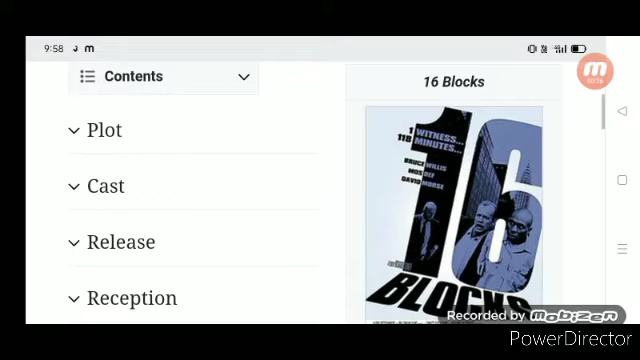 9:58
Contents
16 Blocks
Plot
Cast
Release
Reception
1 WITNESS...
118 MINUTES...
BRUCE WILLIS
MOS DEF
DAVID MORSE
16
BLOCKS
Recorded by mobizen
PowerDirector